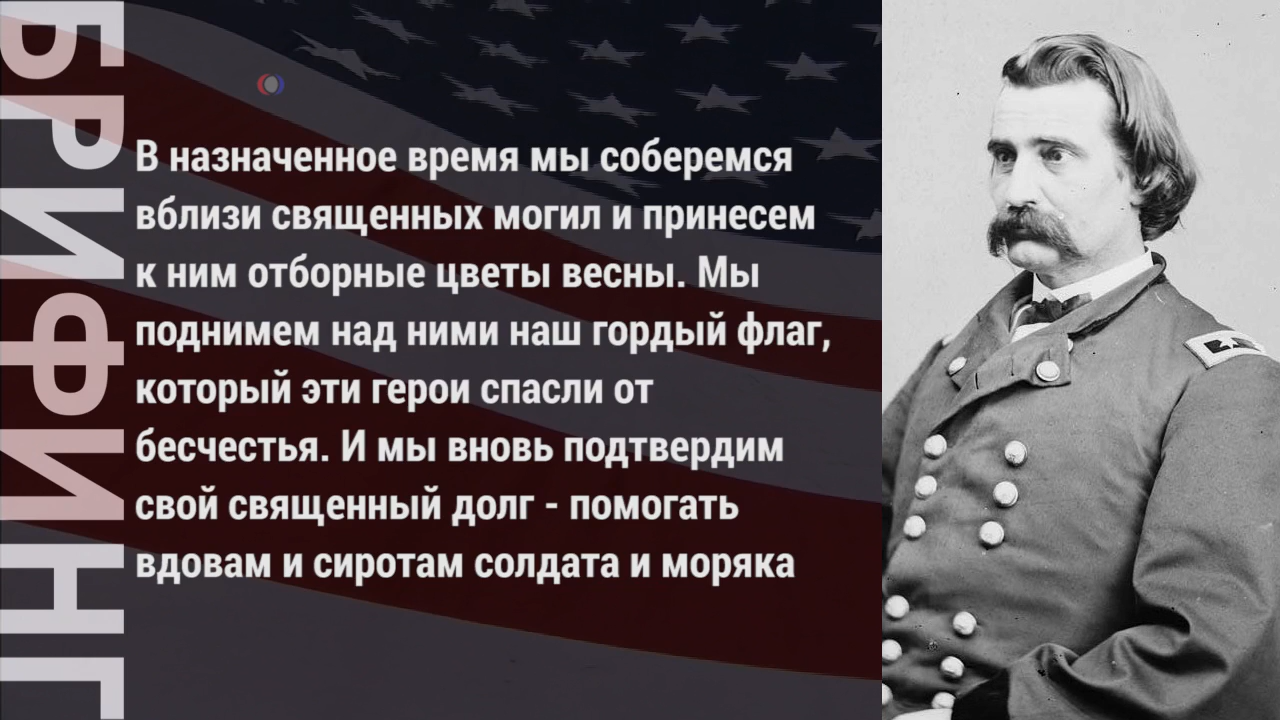 БРИФИНГ
В назначенное время мы соберемся
вблизи священных могил и принесем
к ним отборные цветы весны. Мы
поднимем над ними наш гордый флаг,
который эти герои спасли от
бесчестья. И мы вновь подтвердим
свой священный долг - помогать
вдовам и сиротам солдата и моряка